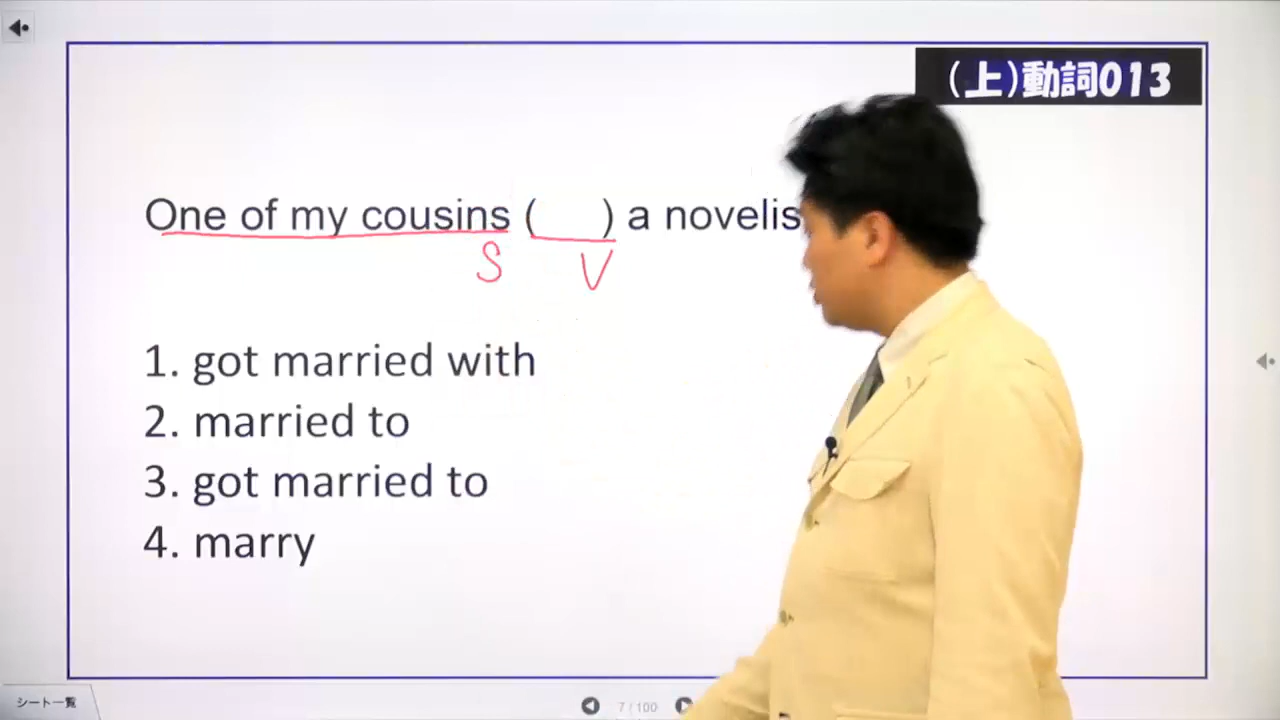 (上)動詞013
One of my cousins ( ) a novelis
S V
1. got married with
2. married to
3. got married to
4. marry
シート一覧
7 / 100